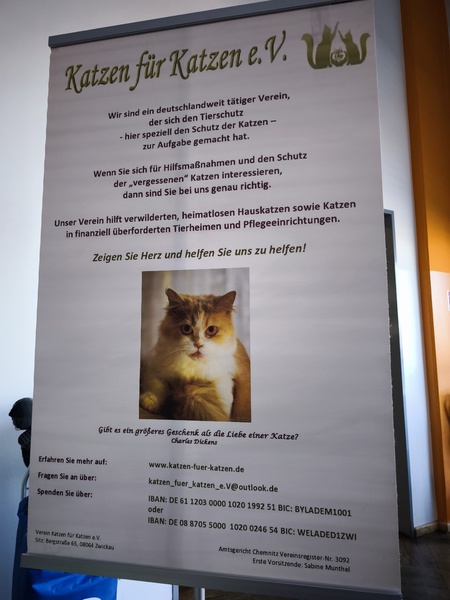 Katzen für Katzen e.V.
Wir sind ein deutschlandweit tätiger Verein,
der sich den Tierschutz
- hier speziell den Schutz der Katzen –
zur Aufgabe gemacht hat.
Wenn Sie sich für Hilfsmaßnahmen und den Schutz
der „vergessenen" Katzen interessieren,
dann sind Sie bei uns genau richtig.
Unser Verein hilft verwilderten, heimatlosen Hauskatzen sowie Katzen
in finanziell überforderten Tierheimen und Pflegeeinrichtungen.
Zeigen Sie Herz und helfen Sie uns zu helfen!
Gibt es ein größeres Geschenk als die Liebe einer Katze?
Charles Dickens
Erfahren Sie mehr auf: www.katzen-fuer-katzen.de
Fragen Sie an über: katzen_fuer_katzen_e.V@outlook.de
Spenden Sie über: IBAN: DE 61 1203 0000 1020 1992 51 BIC: BYLADEM1001
oder
IBAN: DE 08 8705 5000 1020 0246 54 BIC: WELADED1ZWI
Verein Katzen für Katzen e.V.
Sitz: Bergstraße 65, 08064 Zwickau
Amtsgericht Chemnitz Vereinsregister-Nr. 3092
Erste Vorsitzende: Sabine Munthel